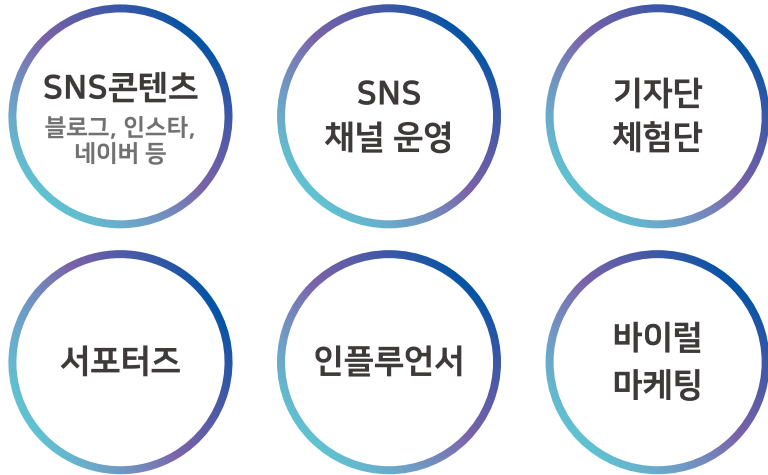 SNS콘텐츠
블로그, 인스타,
네이버 등
SNS
채널 운영
기자단
체험단
서포터즈
인플루언서
바이럴
마케팅